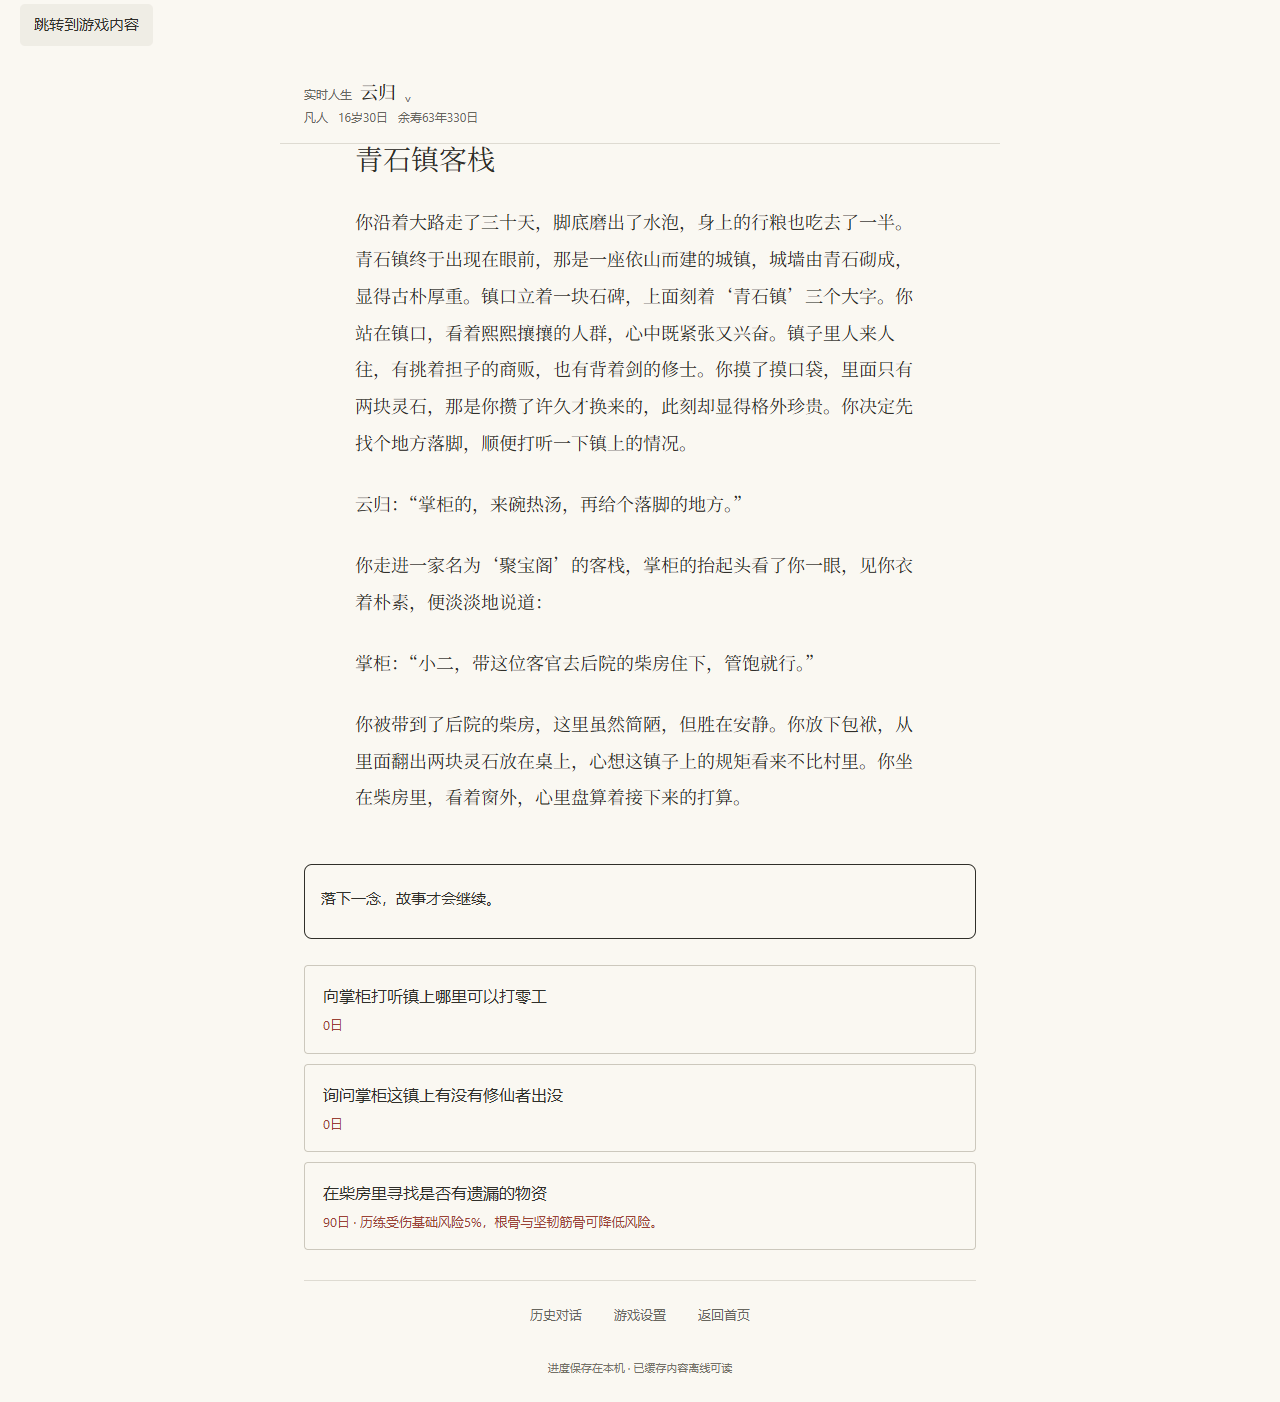 跳转到游戏内容
实时人生 云归 ˅
凡人 16岁30日 余寿63年330日
青石镇客栈
你沿着大路走了三十天，脚底磨出了水泡，身上的行粮也吃去了一半。
青石镇终于出现在眼前，那是一座依山而建的城镇，城墙由青石砌成，
显得古朴厚重。镇口立着一块石碑，上面刻着‘青石镇’三个大字。你
站在镇口，看着熙熙攘攘的人群，心中既紧张又兴奋。镇子里人来人
往，有挑着担子的商贩，也有背着剑的修士。你摸了摸口袋，里面只有
两块灵石，那是你攒了许久才换来的，此刻却显得格外珍贵。你决定先
找个地方落脚，顺便打听一下镇上的情况。
云归：“掌柜的，来碗热汤，再给个落脚的地方。”
你走进一家名为‘聚宝阁’的客栈，掌柜的抬起头看了你一眼，见你衣
着朴素，便淡淡地说道：
掌柜：“小二，带这位客官去后院的柴房住下，管饱就行。”
你被带到了后院的柴房，这里虽然简陋，但胜在安静。你放下包袱，从
里面翻出两块灵石放在桌上，心想这镇子上的规矩看来不比村里。你坐
在柴房里，看着窗外，心里盘算着接下来的打算。
落下一念，故事才会继续。
向掌柜打听镇上哪里可以打零工
0日
询问掌柜这镇上有没有修仙者出没
0日
在柴房里寻找是否有遗漏的物资
90日 · 历练受伤基础风险5%，根骨与坚韧筋骨可降低风险。
历史对话 游戏设置 返回首页
进度保存在本机 · 已缓存内容离线可读